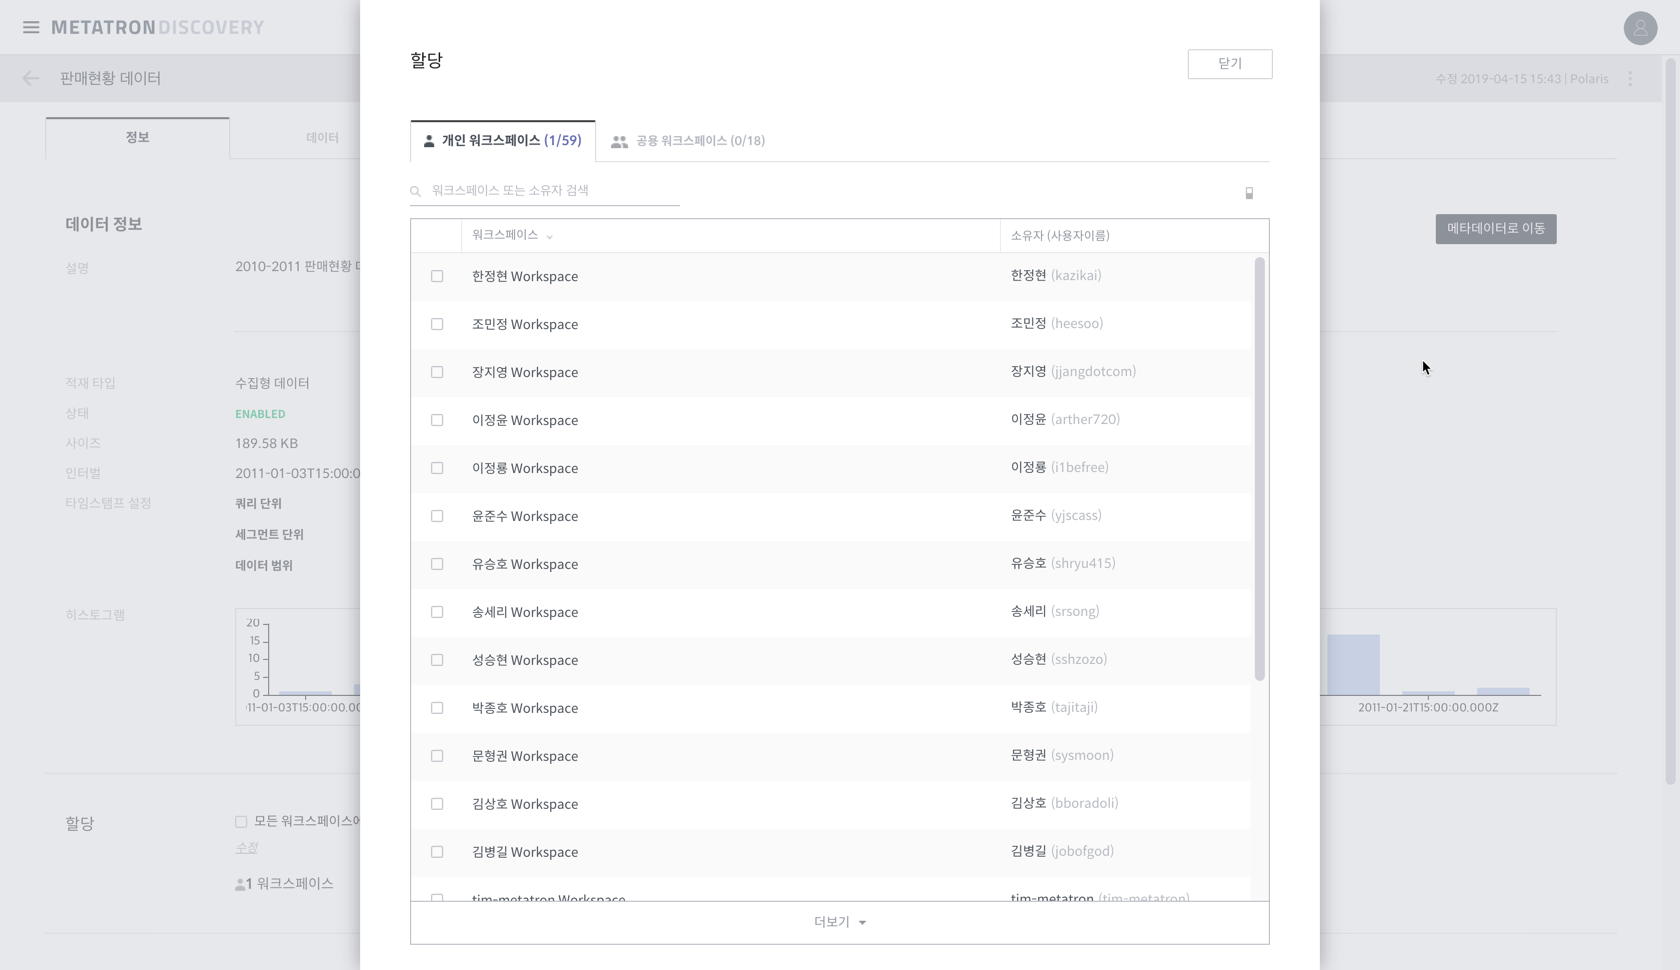 METATRONDISCOVERY
판매현황 데이터
수정 2019-04-15 15:43 | Polaris
정보
데이터
데이터 정보
메타데이터로 이동
설명
2010-2011 판매현황
적재 타입
수집형 데이터
상태
ENABLED
사이즈
189.58 KB
인터벌
2011-01-03T15:00:0
타임스탬프 설정
쿼리 단위
세그먼트 단위
데이터 범위
히스토그램
20
15
10
5
0
11-01-03T15:00:00.00
2011-01-21T15:00:00.000Z
할당
모든 워크스페이스에
수정
1 워크스페이스
할당
닫기
개인 워크스페이스 (1/59)
공용 워크스페이스 (0/18)
워크스페이스 또는 소유자 검색
워크스페이스 소유자 (사용자이름)
한정현 Workspace 한정현 (kazikai)
조민정 Workspace 조민정 (heesoo)
장지영 Workspace 장지영 (jjangdotcom)
이정윤 Workspace 이정윤 (arther720)
이정룡 Workspace 이정룡 (i1befree)
윤준수 Workspace 윤준수 (yjscass)
유승호 Workspace 유승호 (shryu415)
송세리 Workspace 송세리 (srsong)
성승현 Workspace 성승현 (sshzozo)
박종호 Workspace 박종호 (tajitaji)
문형권 Workspace 문형권 (sysmoon)
김상호 Workspace 김상호 (bboradoli)
김병길 Workspace 김병길 (jobofgod)
tim-metatron Workspace tim-metatron (tim-metatron)
더보기